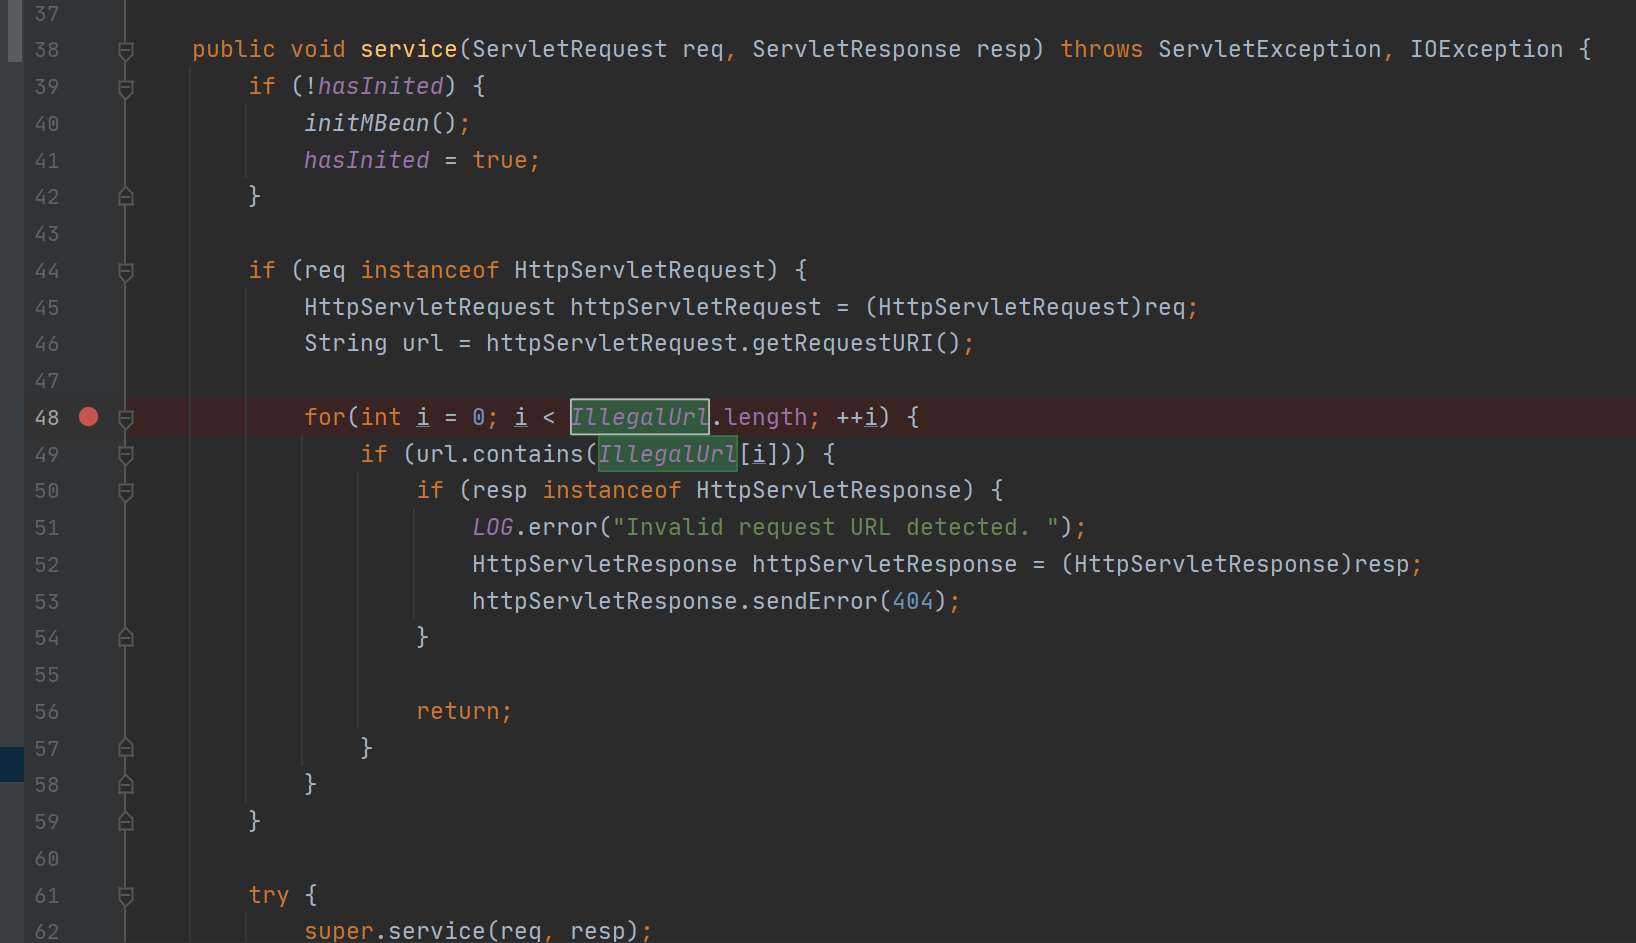 37
38 public void service(ServletRequest req, ServletResponse resp) throws ServletException, IOException {
39 if (!hasInited) {
40 initMBean();
41 hasInited = true;
42 }
43
44 if (req instanceof HttpServletRequest) {
45 HttpServletRequest httpServletRequest = (HttpServletRequest)req;
46 String url = httpServletRequest.getRequestURI();
47
48 for(int i = 0; i < IllegalUrl.length; ++i) {
49 if (url.contains(IllegalUrl[i])) {
50 if (resp instanceof HttpServletResponse) {
51 LOG.error("Invalid request URL detected. ");
52 HttpServletResponse httpServletResponse = (HttpServletResponse)resp;
53 httpServletResponse.sendError(404);
54 }
55
56 return;
57 }
58 }
59 }
60
61 try {
62 super.service(req, resp);